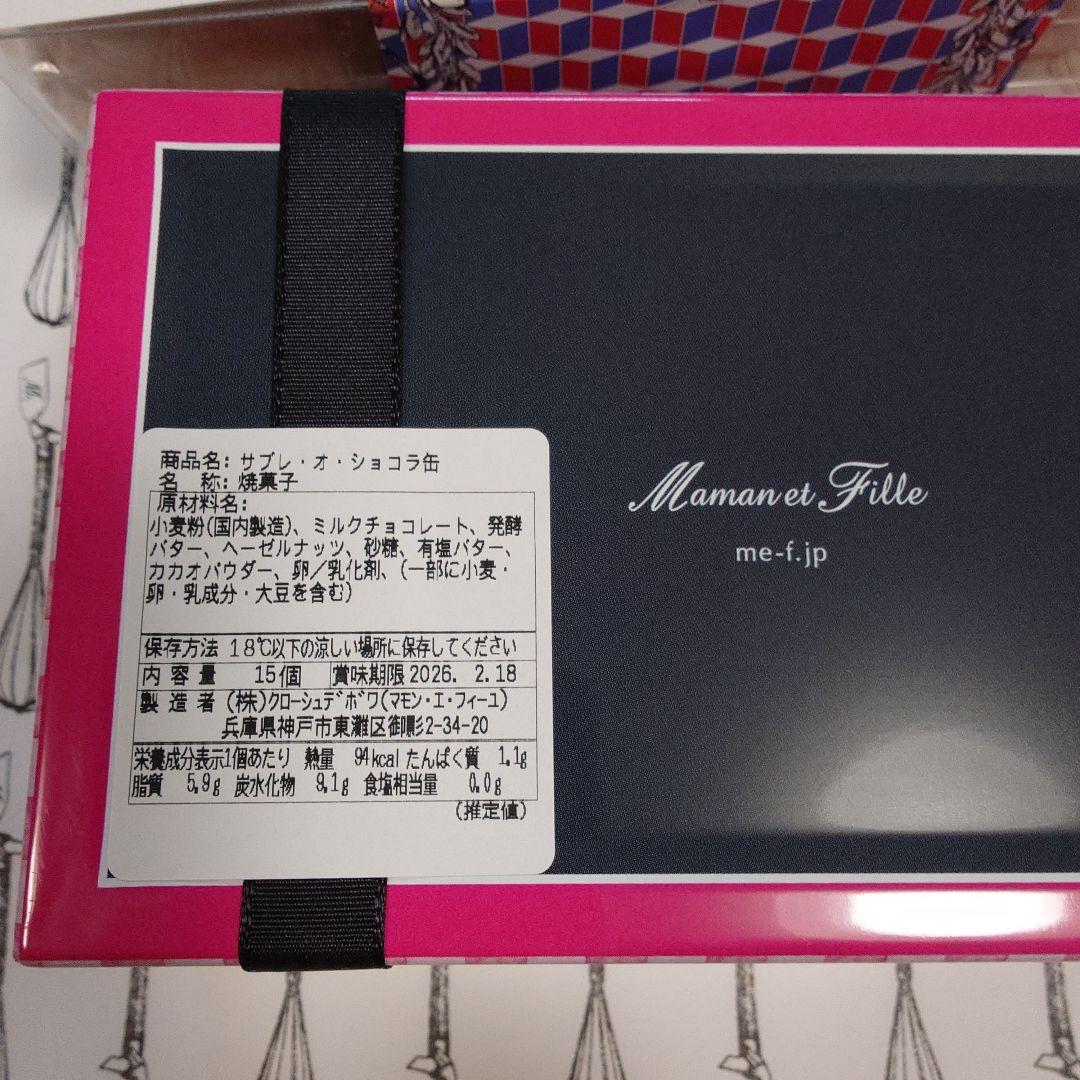 商品名: サブレ・オ・ショコラ缶
名 称: 焼菓子
原材料名:
小麦粉(国内製造)、ミルクチョコレート、発酵
バター、ヘーゼルナッツ、砂糖、有塩バター、
カカオパウダー、卵/乳化剤、(一部に小麦・
卵・乳成分・大豆を含む)
保存方法 18℃以下の涼しい場所に保存してください
内容量 15個 賞味期限 2026. 2.18
製造者 (株)クローシュデボワ(マモン・エ・フィーユ)
兵庫県神戸市東灘区御影2-34-20
栄養成分表示1個あたり 熱量 94kcal たんぱく質 1.1g
脂質 5.9g 炭水化物 9.1g 食塩相当量 0.0g
(推定値)
Maman et Fille
me-f.jp